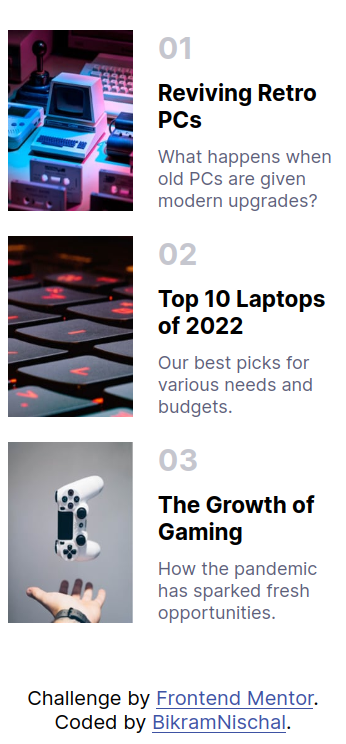 01
Reviving Retro
PCs
What happens when
old PCs are given
modern upgrades?
02
Top 10 Laptops
of 2022
Our best picks for
various needs and
budgets.
03
The Growth of
Gaming
How the pandemic
has sparked fresh
opportunities.
Challenge by Frontend Mentor.
Coded by BikramNischal.